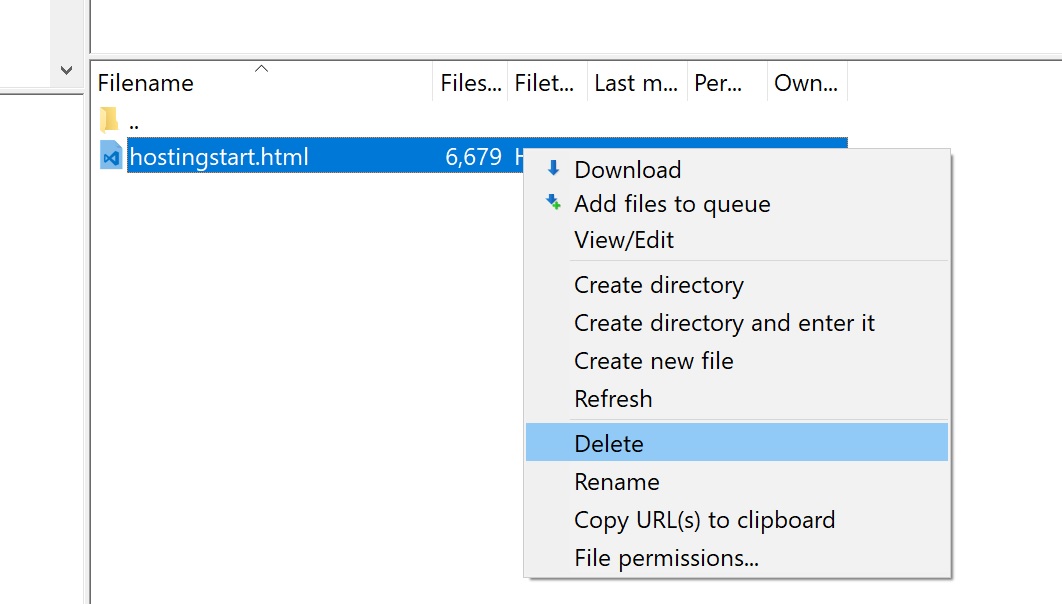 Filename Files... Filet... Last m... Per... Own...
..
hostingstart.html 6,679 H
Download
Add files to queue
View/Edit
Create directory
Create directory and enter it
Create new file
Refresh
Delete
Rename
Copy URL(s) to clipboard
File permissions...